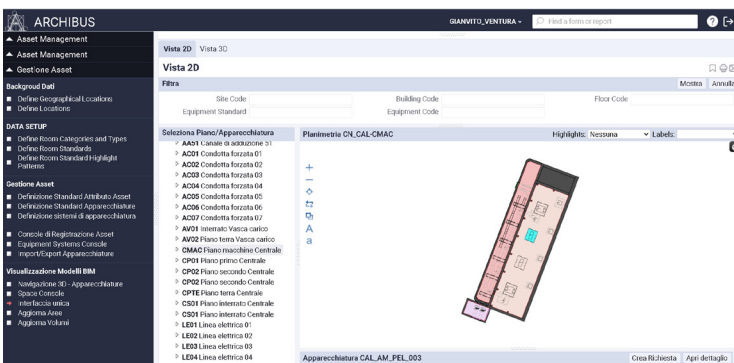 ARCHIBUS
GIANVITO_VENTURA
Find a form or report
Asset Management
Asset Management
Gestione Asset
Backgroud Dati
Define Geographical Locations
Define Locations
DATA SETUP
Define Room Categories and Types
Define Room Standards
Define Room Standard Highlight
Patterns
Gestione Asset
Definizione Standard Attributo Asset
Definizione Standard Apparecchiature
Definizione sistemi di apparecchiatura
Console di Registrazione Asset
Equipment Systems Console
Import/Export Apparecchiature
Visualizzazione Modelli BIM
Navigazione 3D - Apparecchiature
Space Console
Interfaccia unica
Aggiorna Aree
Aggiorna Volumi
Vista 2D Vista 3D
Vista 2D
Filtra Mostra Annulla
Site Code Building Code Floor Code
Equipment Standard Equipment Code
Seleziona Piano/Apparecchiatura
AA51 Canale di adduzione 51
AC01 Condotta forzata 01
AC02 Condotta forzata 02
AC03 Condotta forzata 03
AC04 Condotta forzata 04
AC05 Condotta forzata 05
AC06 Condotta forzata 06
AC07 Condotta forzata 07
AV01 Interrato Vasca carico
AV02 Piano terra Vasca carico
CMAC Piano macchine Centrale
CP01 Piano primo Centrale
CP02 Piano secondo Centrale
CP02 Piano secondo Centrale
CPTE Piano terra Centrale
CS01 Piano interrato Centrale
CS01 Piano interrato Centrale
LE01 Linea elettrica 01
LE02 Linea elettrica 02
LE03 Linea elettrica 03
LE04 Linea elettrica 04
Planimetria CN_CAL-CMAC Highlights: Nessuna Labels:
A
a
Apparecchiatura CAL_AM_PEL_003 Crea Richiesta Apri dettaglio